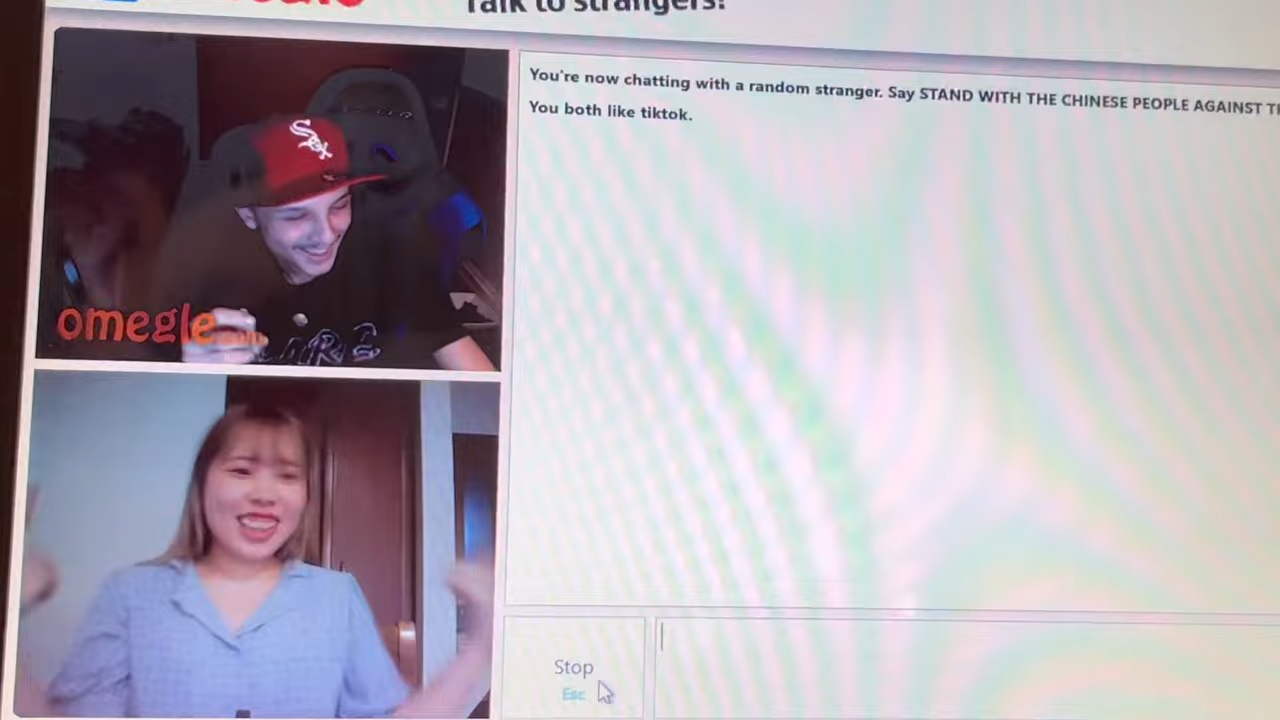 Talk to strangers!
You're now chatting with a random stranger. Say STAND WITH THE CHINESE PEOPLE AGAINST
You both like tiktok.
Sox
omegle
Stop
Esc